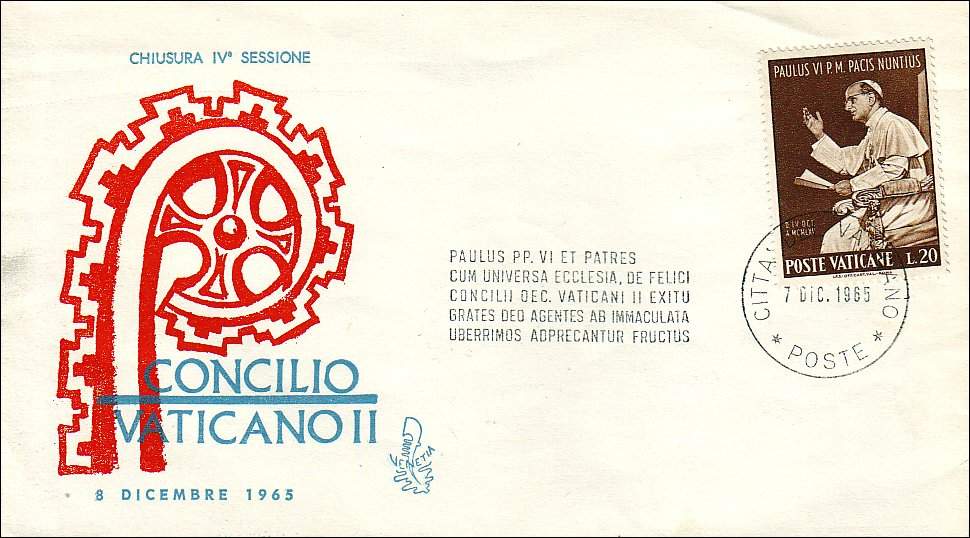 CHIUSURA IVª SESSIONE
CONCILIO
VATICANO II
8 DICEMBRE 1965
VENETIA
PAULUS PP. VI ET PATRES
CUM UNIVERSA ECCLESIA, DE FELICI
CONCILII OEC. VATICANI II EXITU
GRATES DEO AGENTES AB IMMACULATA
UBERRIMOS ADPRECANTUR FRUCTUS
PAULUS VI P. M. PACIS NUNTIUS
POSTE VATICANE L. 20
7 DIC. 1965
* POSTE *